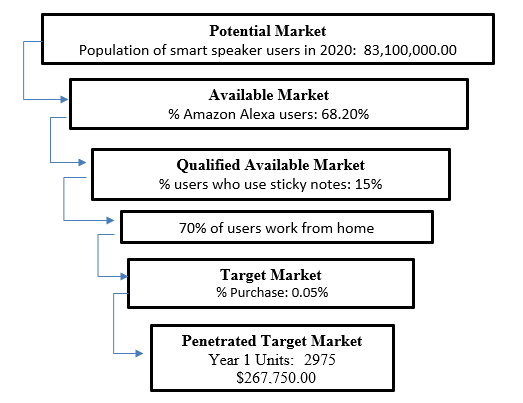 Potential Market
Population of smart speaker users in 2020: 83,100,000.00
Available Market
% Amazon Alexa users: 68.20%
Qualified Available Market
% users who use sticky notes: 15%
70% of users work from home
Target Market
% Purchase: 0.05%
Penetrated Target Market
Year 1 Units: 2975
$267,750.00